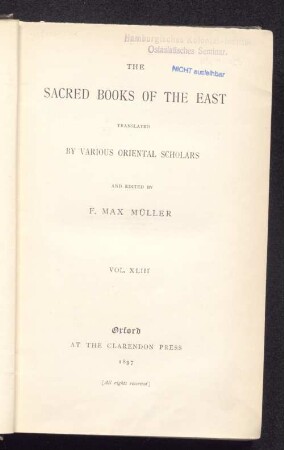 Ostasiatisches Seminar.
NICHT ausleihbar
THE
SACRED BOOKS OF THE EAST
TRANSLATED
BY VARIOUS ORIENTAL SCHOLARS
AND EDITED BY
F. MAX MÜLLER
VOL. XLIII
Oxford
AT THE CLARENDON PRESS
1897
(All rights reserved)